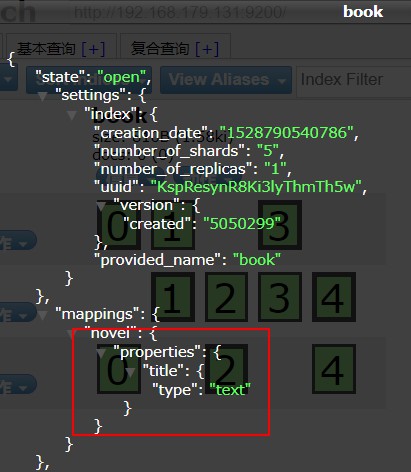 ch
http://192.168.179.131:9200/
book
基本查询 [+]
复合查询 [+]
{
"state": "open",
View Aliases
Index Filter
"settings": {
book
"index": {
"creation_date": "1528790540786",
"number_of_shards": "5",
"number_of_replicas": "1",
"uuid": "KspResynR8Ki3lyThmTh5w",
"version": {
"created": "5050299"
},
"provided_name": "book"
}
},
0 1 3
1 2 3 4
"mappings": {
"novel": {
"properties": {
"title": {
"type": "text"
}
}
}
},
0 2 4